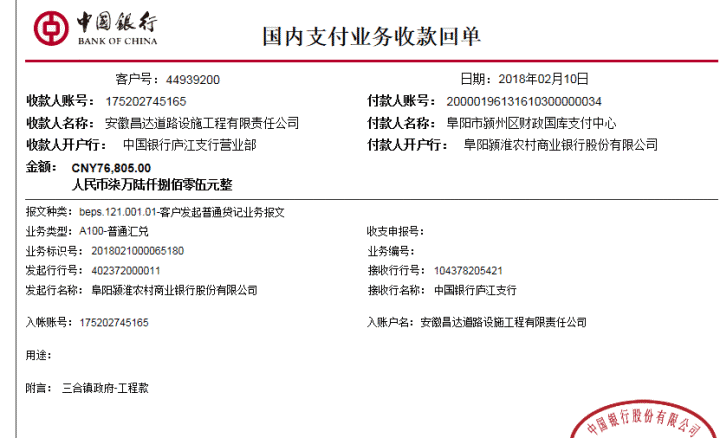 中国银行
BANK OF CHINA
国内支付业务收款回单
客户号：44939200 日期：2018年02月10日
收款人账号：175202745165 付款人账号：20000196131610300000034
收款人名称：安徽昌达道路设施工程有限责任公司 付款人名称：阜阳市颍州区财政国库支付中心
收款人开户行：中国银行庐江支行营业部 付款人开户行：阜阳颍淮农村商业银行股份有限公司
金额：CNY76,805.00
人民币柒万陆仟捌佰零伍元整
报文种类：beps.121.001.01-客户发起普通贷记业务报文
业务类型：A100-普通汇兑 收支申报号：
业务标识号：2018021000065180 业务编号：
发起行行号：402372000011 接收行行号：104378205421
发起行名称：阜阳颍淮农村商业银行股份有限公司 接收行名称：中国银行庐江支行
入帐账号：175202745165 入账户名：安徽昌达道路设施工程有限责任公司
用途：
附言：三合镇政府-工程款
中国银行股份有限公司